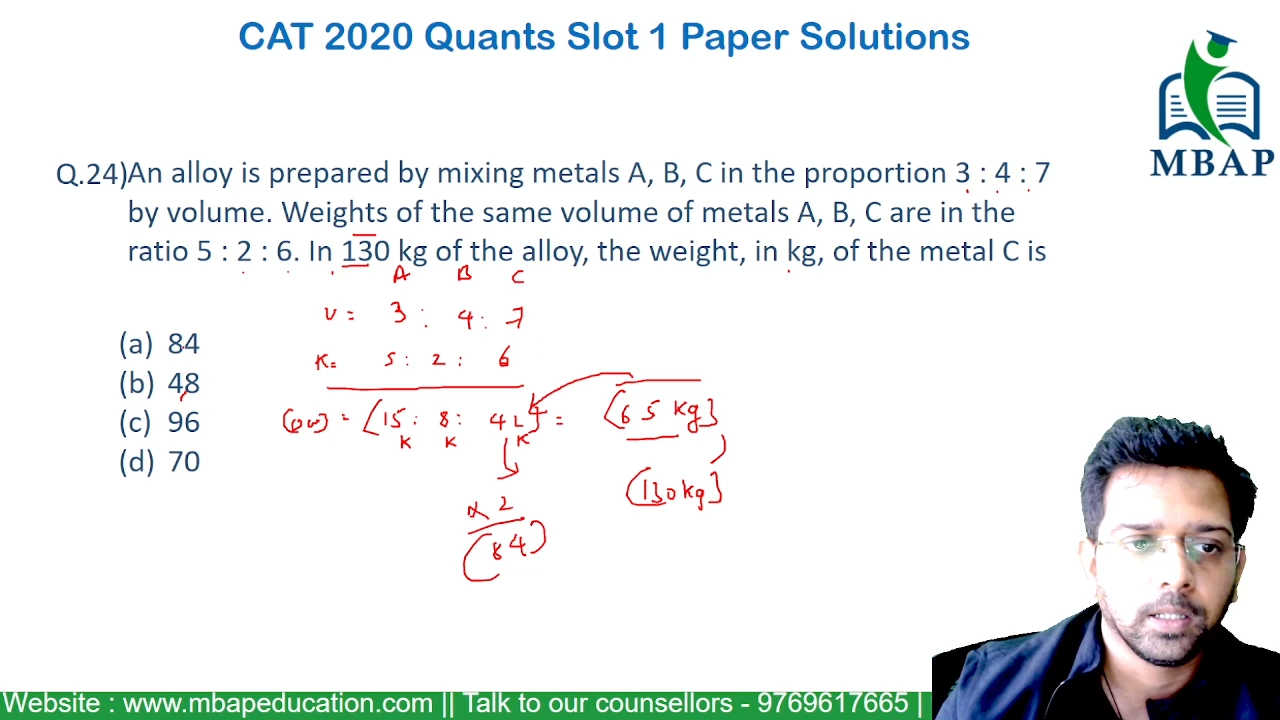 CAT 2020 Quants Slot 1 Paper Solutions
MBAP
Q.24)An alloy is prepared by mixing metals A, B, C in the proportion 3 : 4 : 7
by volume. Weights of the same volume of metals A, B, C are in the
ratio 5 : 2 : 6. In 130 kg of the alloy, the weight, in kg, of the metal C is
A B C
V = 3 : 4 : 7
K = 5 : 2 : 6
(a) 84
(b) 48
(c) 96
(d) 70
= [15 : 8 : 42] = [65 kg]
K K K
[130 kg]
x 2
(84)
Website : www.mbapeducation.com || Talk to our counsellors - 9769617665 |